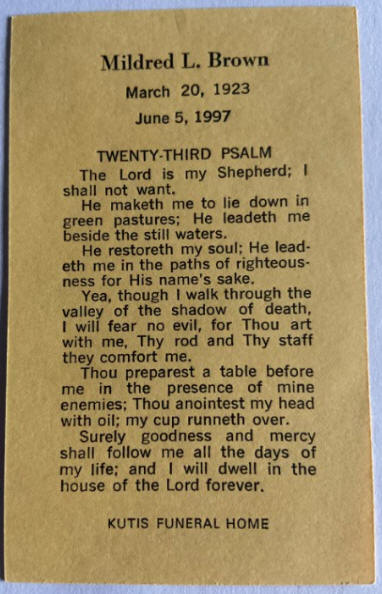 Mildred L. Brown
March 20, 1923
June 5, 1997
TWENTY-THIRD PSALM
The Lord is my Shepherd; I
shall not want.
He maketh me to lie down in
green pastures; He leadeth me
beside the still waters.
He restoreth my soul; He lead-
eth me in the paths of righteous-
ness for His name's sake.
Yea, though I walk through the
valley of the shadow of death,
I will fear no evil, for Thou art
with me, Thy rod and Thy staff
they comfort me.
Thou preparest a table before
me in the presence of mine
enemies; Thou anointest my head
with oil; my cup runneth over.
Surely goodness and mercy
shall follow me all the days of
my life; and I will dwell in the
house of the Lord forever.
KUTIS FUNERAL HOME